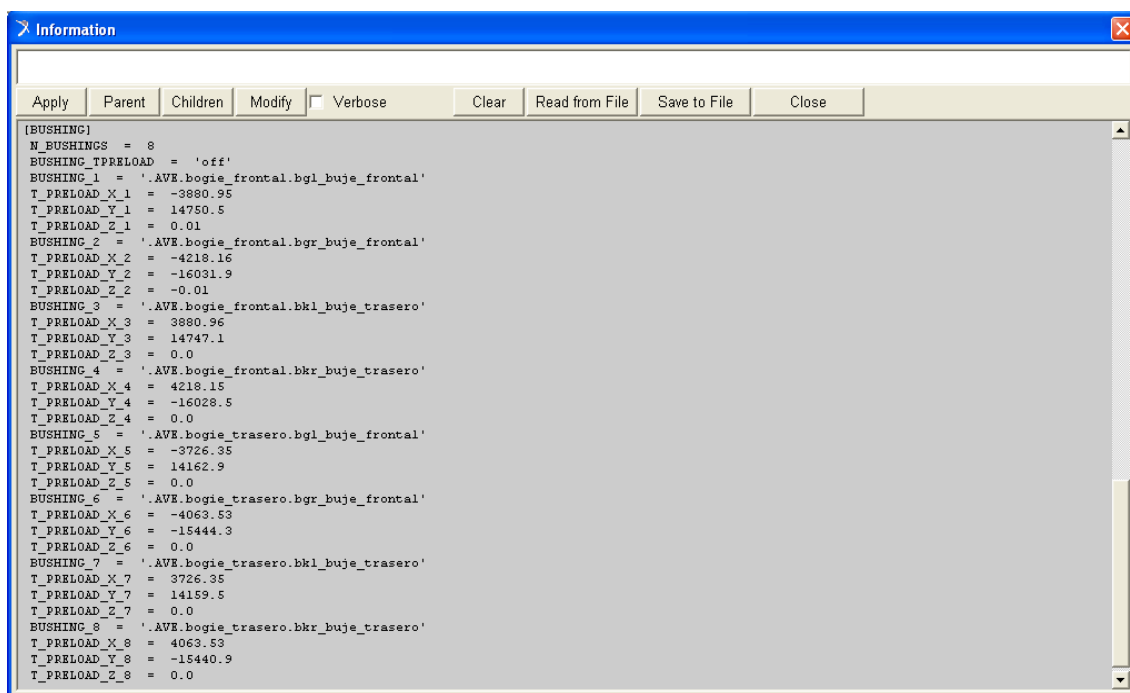 Information
Apply Parent Children Modify Verbose Clear Read from File Save to File Close
[BUSHING]
N_BUSHINGS = 8
BUSHING_TPRELOAD = 'off'
BUSHING_1 = '.AVE.bogie_frontal.bgl_buje_frontal'
T_PRELOAD_X_1 = -3880.95
T_PRELOAD_Y_1 = 14750.5
T_PRELOAD_Z_1 = 0.01
BUSHING_2 = '.AVE.bogie_frontal.bgr_buje_frontal'
T_PRELOAD_X_2 = -4218.16
T_PRELOAD_Y_2 = -16031.9
T_PRELOAD_Z_2 = -0.01
BUSHING_3 = '.AVE.bogie_frontal.bkl_buje_trasero'
T_PRELOAD_X_3 = 3880.96
T_PRELOAD_Y_3 = 14747.1
T_PRELOAD_Z_3 = 0.0
BUSHING_4 = '.AVE.bogie_frontal.bkr_buje_trasero'
T_PRELOAD_X_4 = 4218.15
T_PRELOAD_Y_4 = -16028.5
T_PRELOAD_Z_4 = 0.0
BUSHING_5 = '.AVE.bogie_trasero.bgl_buje_frontal'
T_PRELOAD_X_5 = -3726.35
T_PRELOAD_Y_5 = 14162.9
T_PRELOAD_Z_5 = 0.0
BUSHING_6 = '.AVE.bogie_trasero.bgr_buje_frontal'
T_PRELOAD_X_6 = -4063.53
T_PRELOAD_Y_6 = -15444.3
T_PRELOAD_Z_6 = 0.0
BUSHING_7 = '.AVE.bogie_trasero.bkl_buje_trasero'
T_PRELOAD_X_7 = 3726.35
T_PRELOAD_Y_7 = 14159.5
T_PRELOAD_Z_7 = 0.0
BUSHING_8 = '.AVE.bogie_trasero.bkr_buje_trasero'
T_PRELOAD_X_8 = 4063.53
T_PRELOAD_Y_8 = -15440.9
T_PRELOAD_Z_8 = 0.0